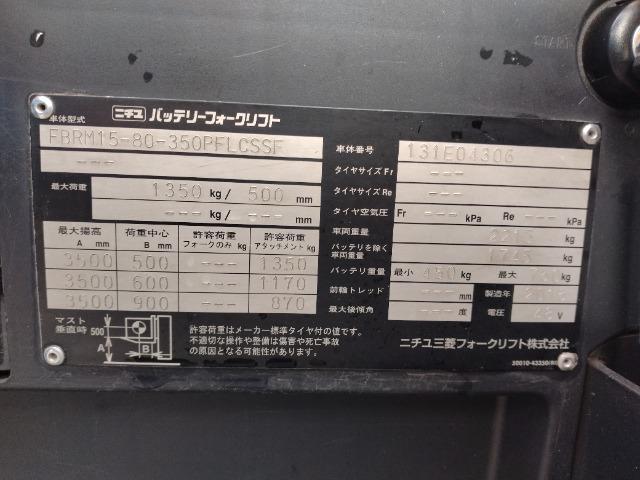 START
ニチユ バッテリーフォークリフト
車体型式
FBRM15-80-350PFLCSSF
---
最大荷重 1350 kg/ 500 mm
--- kg/ --- mm
最大揚高 A mm 荷重中心 B mm 許容荷重 フォークのみ kg 許容荷重 アタッチメント kg
3500 500 --- 1350
3500 600 --- 1170
3500 900 --- 870
マスト垂直時 500 A B
許容荷重はメーカー標準タイヤ付の値です。
不適切な操作や整備は傷害や死亡事故
の原因となる可能性があります。
車体番号 131E04306
タイヤサイズ Fr ---
タイヤサイズ Re ---
タイヤ空気圧 Fr --- kPa Re --- kPa
車両重量 kg
バッテリを除く車両重量 kg
バッテリ重量 最小 kg 最大 kg
前輪トレッド --- mm 製造年
最大後傾角 --- 度 電圧 V
ニチユ三菱フォークリフト株式会社